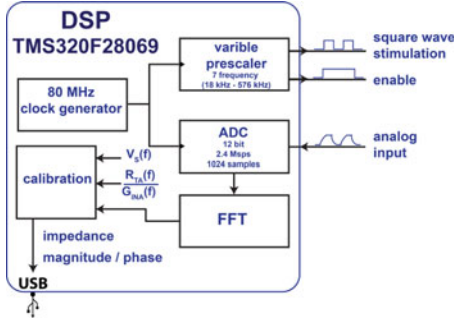 DSP
TMS320F28069
80 MHz
clock generator
varible
prescaler
7 frequency
(18 kHz - 576 kHz)
square wave
stimulation
enable
ADC
12 bit
2.4 Msps
1024 samples
analog
input
calibration
VS(f)
RTA(f)
GINA(f)
FFT
impedance
magnitude / phase
USB